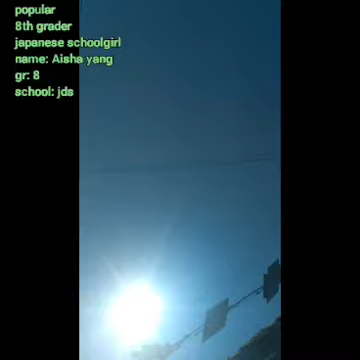 popular
8th grader
japanese schoolgirl
name: Aisha yang
gr: 8
school: jds